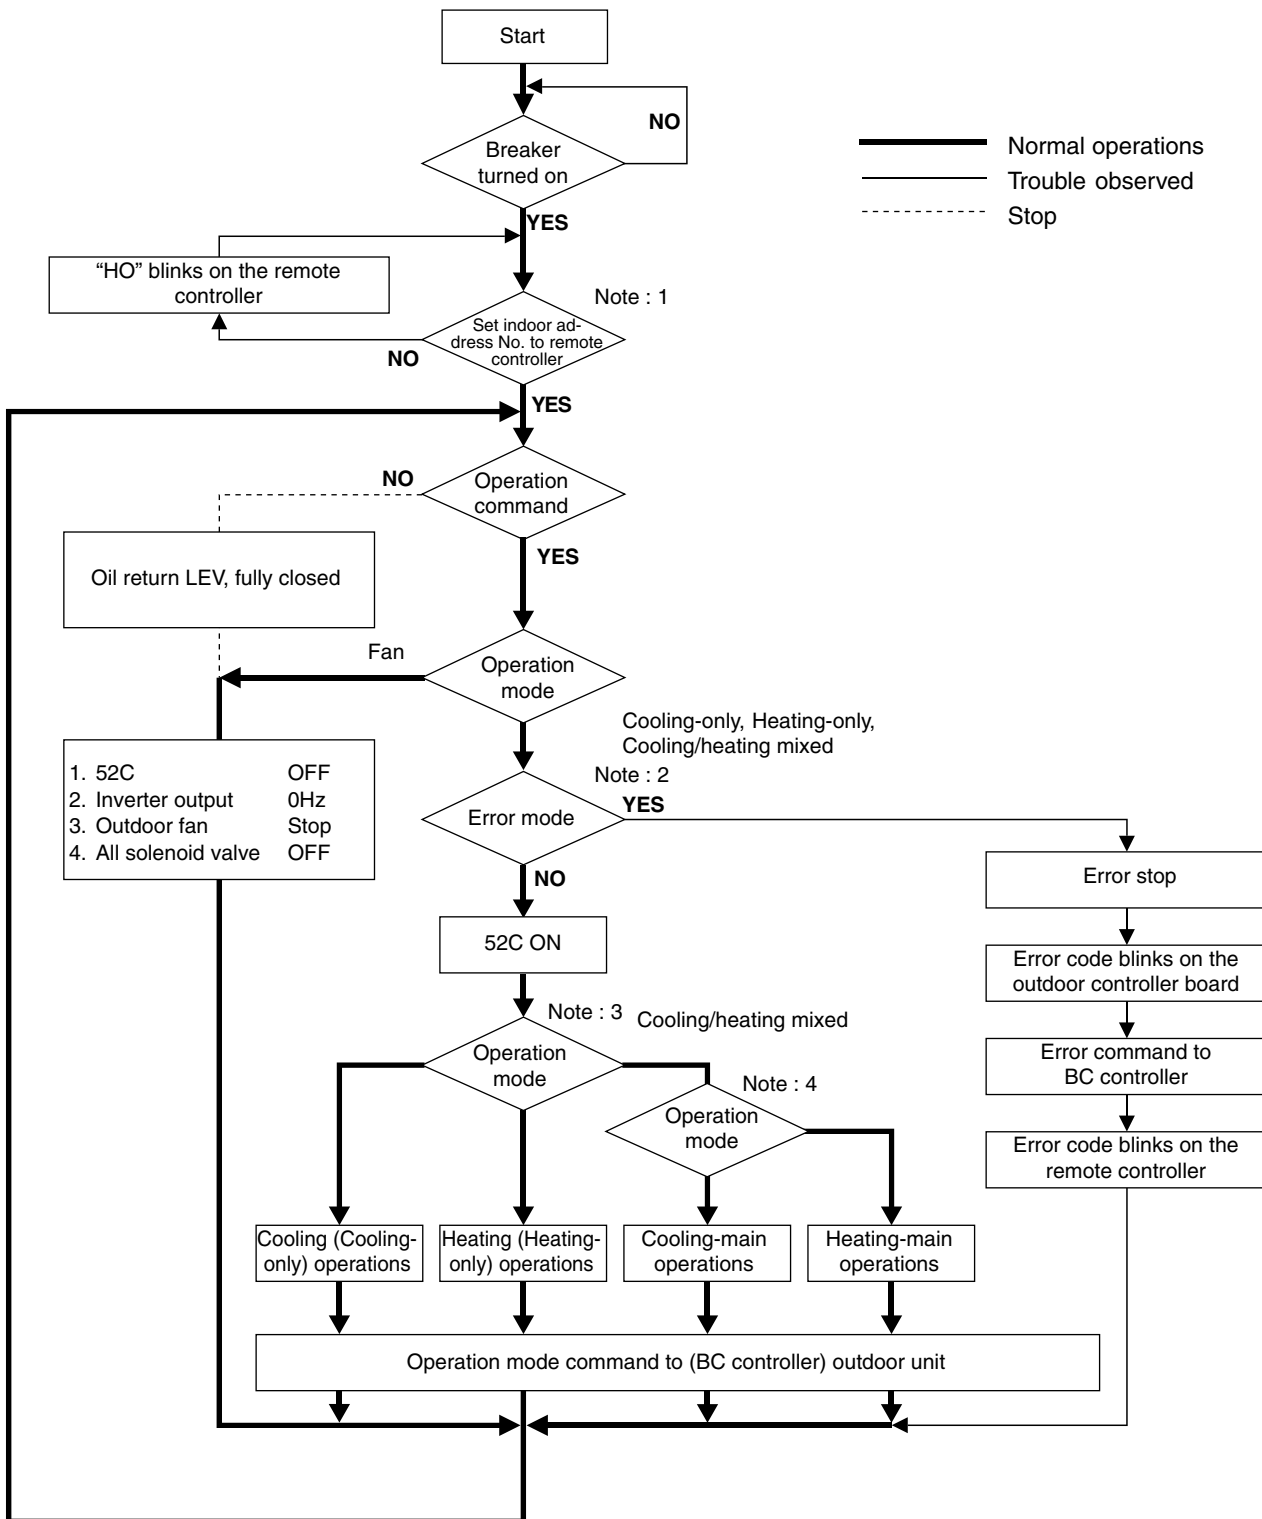 Start
NO
Breaker
turned on
YES
Normal operations
Trouble observed
Stop
“HO” blinks on the remote
controller
Note : 1
Set indoor ad-
dress No. to remote
controller
NO
YES
NO
Operation
command
YES
Oil return LEV, fully closed
Fan
Operation
mode
Cooling-only, Heating-only,
Cooling/heating mixed
Note : 2
YES
1. 52C OFF
2. Inverter output 0Hz
3. Outdoor fan Stop
4. All solenoid valve OFF
Error mode
NO
Error stop
52C ON
Error code blinks on the
outdoor controller board
Note : 3
Cooling/heating mixed
Operation
mode
Error command to
BC controller
Note : 4
Operation
mode
Error code blinks on the
remote controller
Cooling (Cooling-
only) operations
Heating (Heating-
only) operations
Cooling-main
operations
Heating-main
operations
Operation mode command to (BC controller) outdoor unit